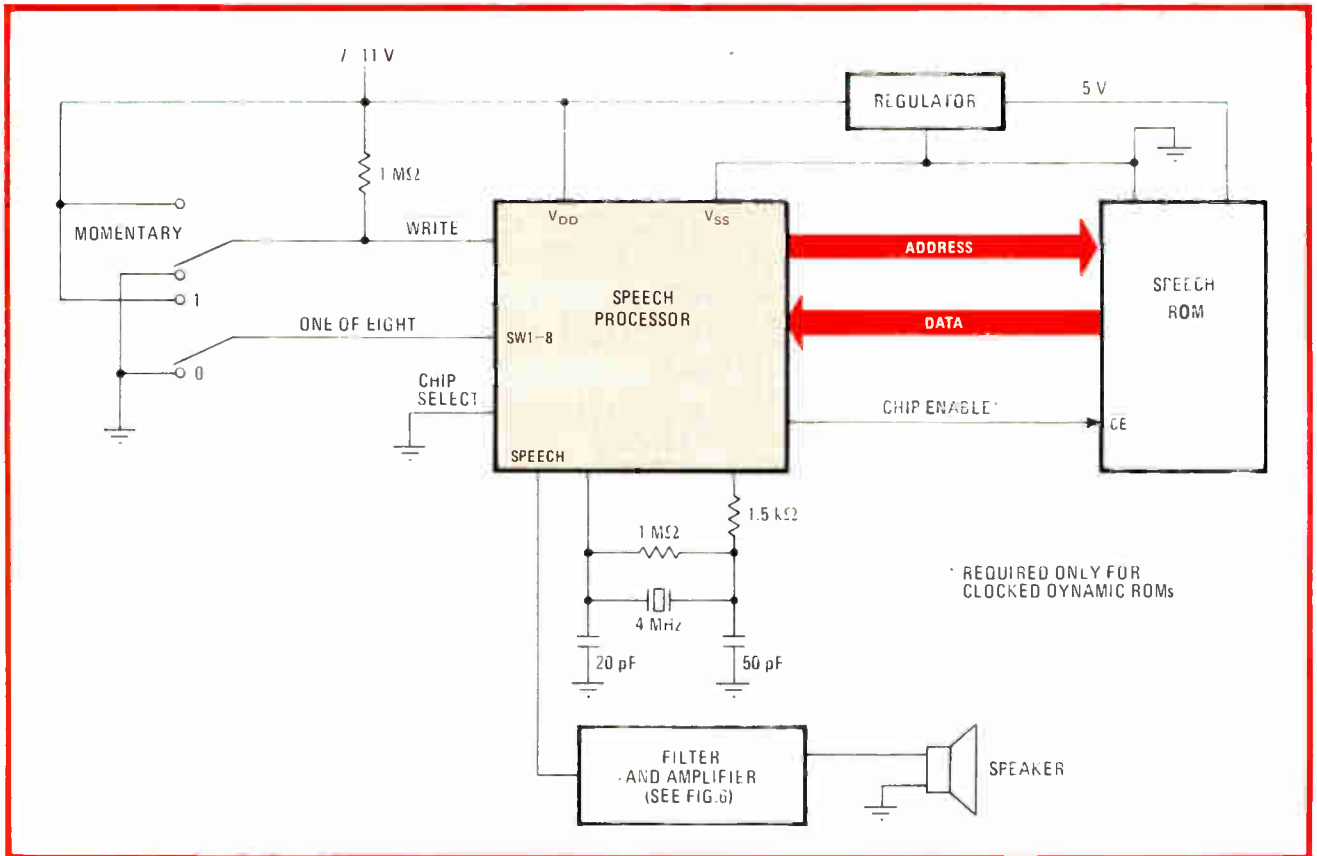 7 11 V
REGULATOR
5 V
1 MΩ
MOMENTARY
WRITE
VDD
VSS
ADDRESS
SPEECH
PROCESSOR
SPEECH
ROM
1
ONE OF EIGHT
SW1–8
DATA
0
CHIP
SELECT
CHIP ENABLE*
CE
SPEECH
1.5 kΩ
1 MΩ
* REQUIRED ONLY FOR
CLOCKED DYNAMIC ROMs
4 MHz
20 pF
50 pF
FILTER
AND AMPLIFIER
(SEE FIG.6)
SPEAKER